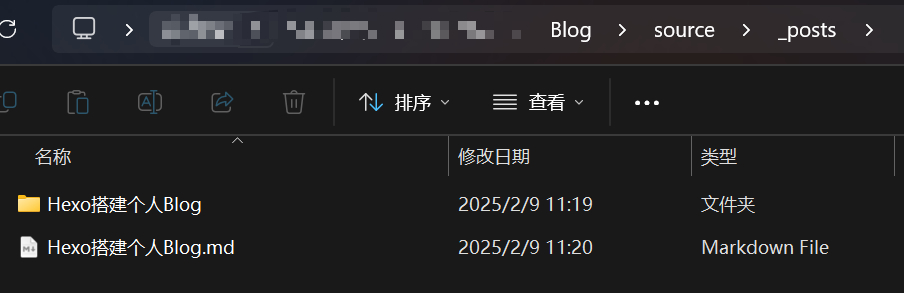 Blog source _posts
排序 查看
名称 修改日期 类型
Hexo搭建个人Blog 2025/2/9 11:19 文件夹
Hexo搭建个人Blog.md 2025/2/9 11:20 Markdown File